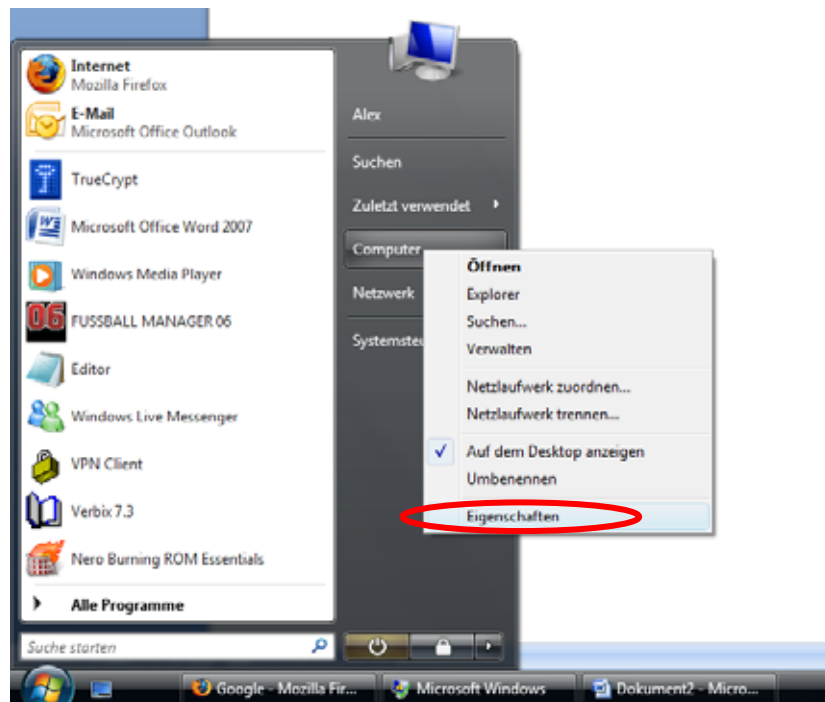 Internet
Mozilla Firefox
E-Mail
Microsoft Office Outlook
TrueCrypt
Microsoft Office Word 2007
Windows Media Player
06
FUSSBALL MANAGER 06
Editor
Windows Live Messenger
VPN Client
Verbix 7.3
Nero Burning ROM Essentials
Alle Programme
Suche starten
Alex
Suchen
Zuletzt verwendet
Computer
Netzwerk
Systemsteu
Öffnen
Explorer
Suchen...
Verwalten
Netzlaufwerk zuordnen...
Netzlaufwerk trennen...
Auf dem Desktop anzeigen
Umbenennen
Eigenschaften
Google - Mozilla Fir...
Microsoft Windows
Dokument2 - Micro...